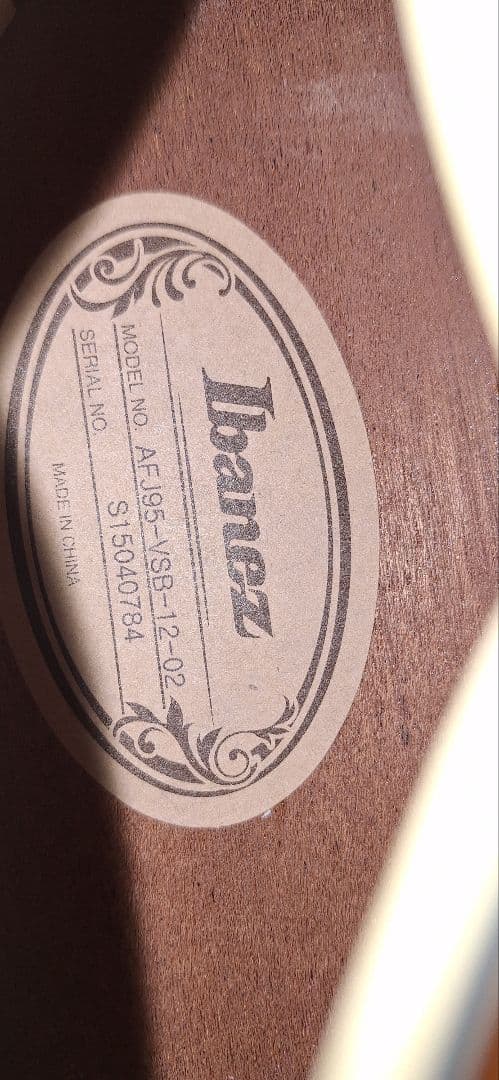 Ibanez
MODEL NO. AFJ95-VSB-12-02
SERIAL NO. S15040784
MADE IN CHINA